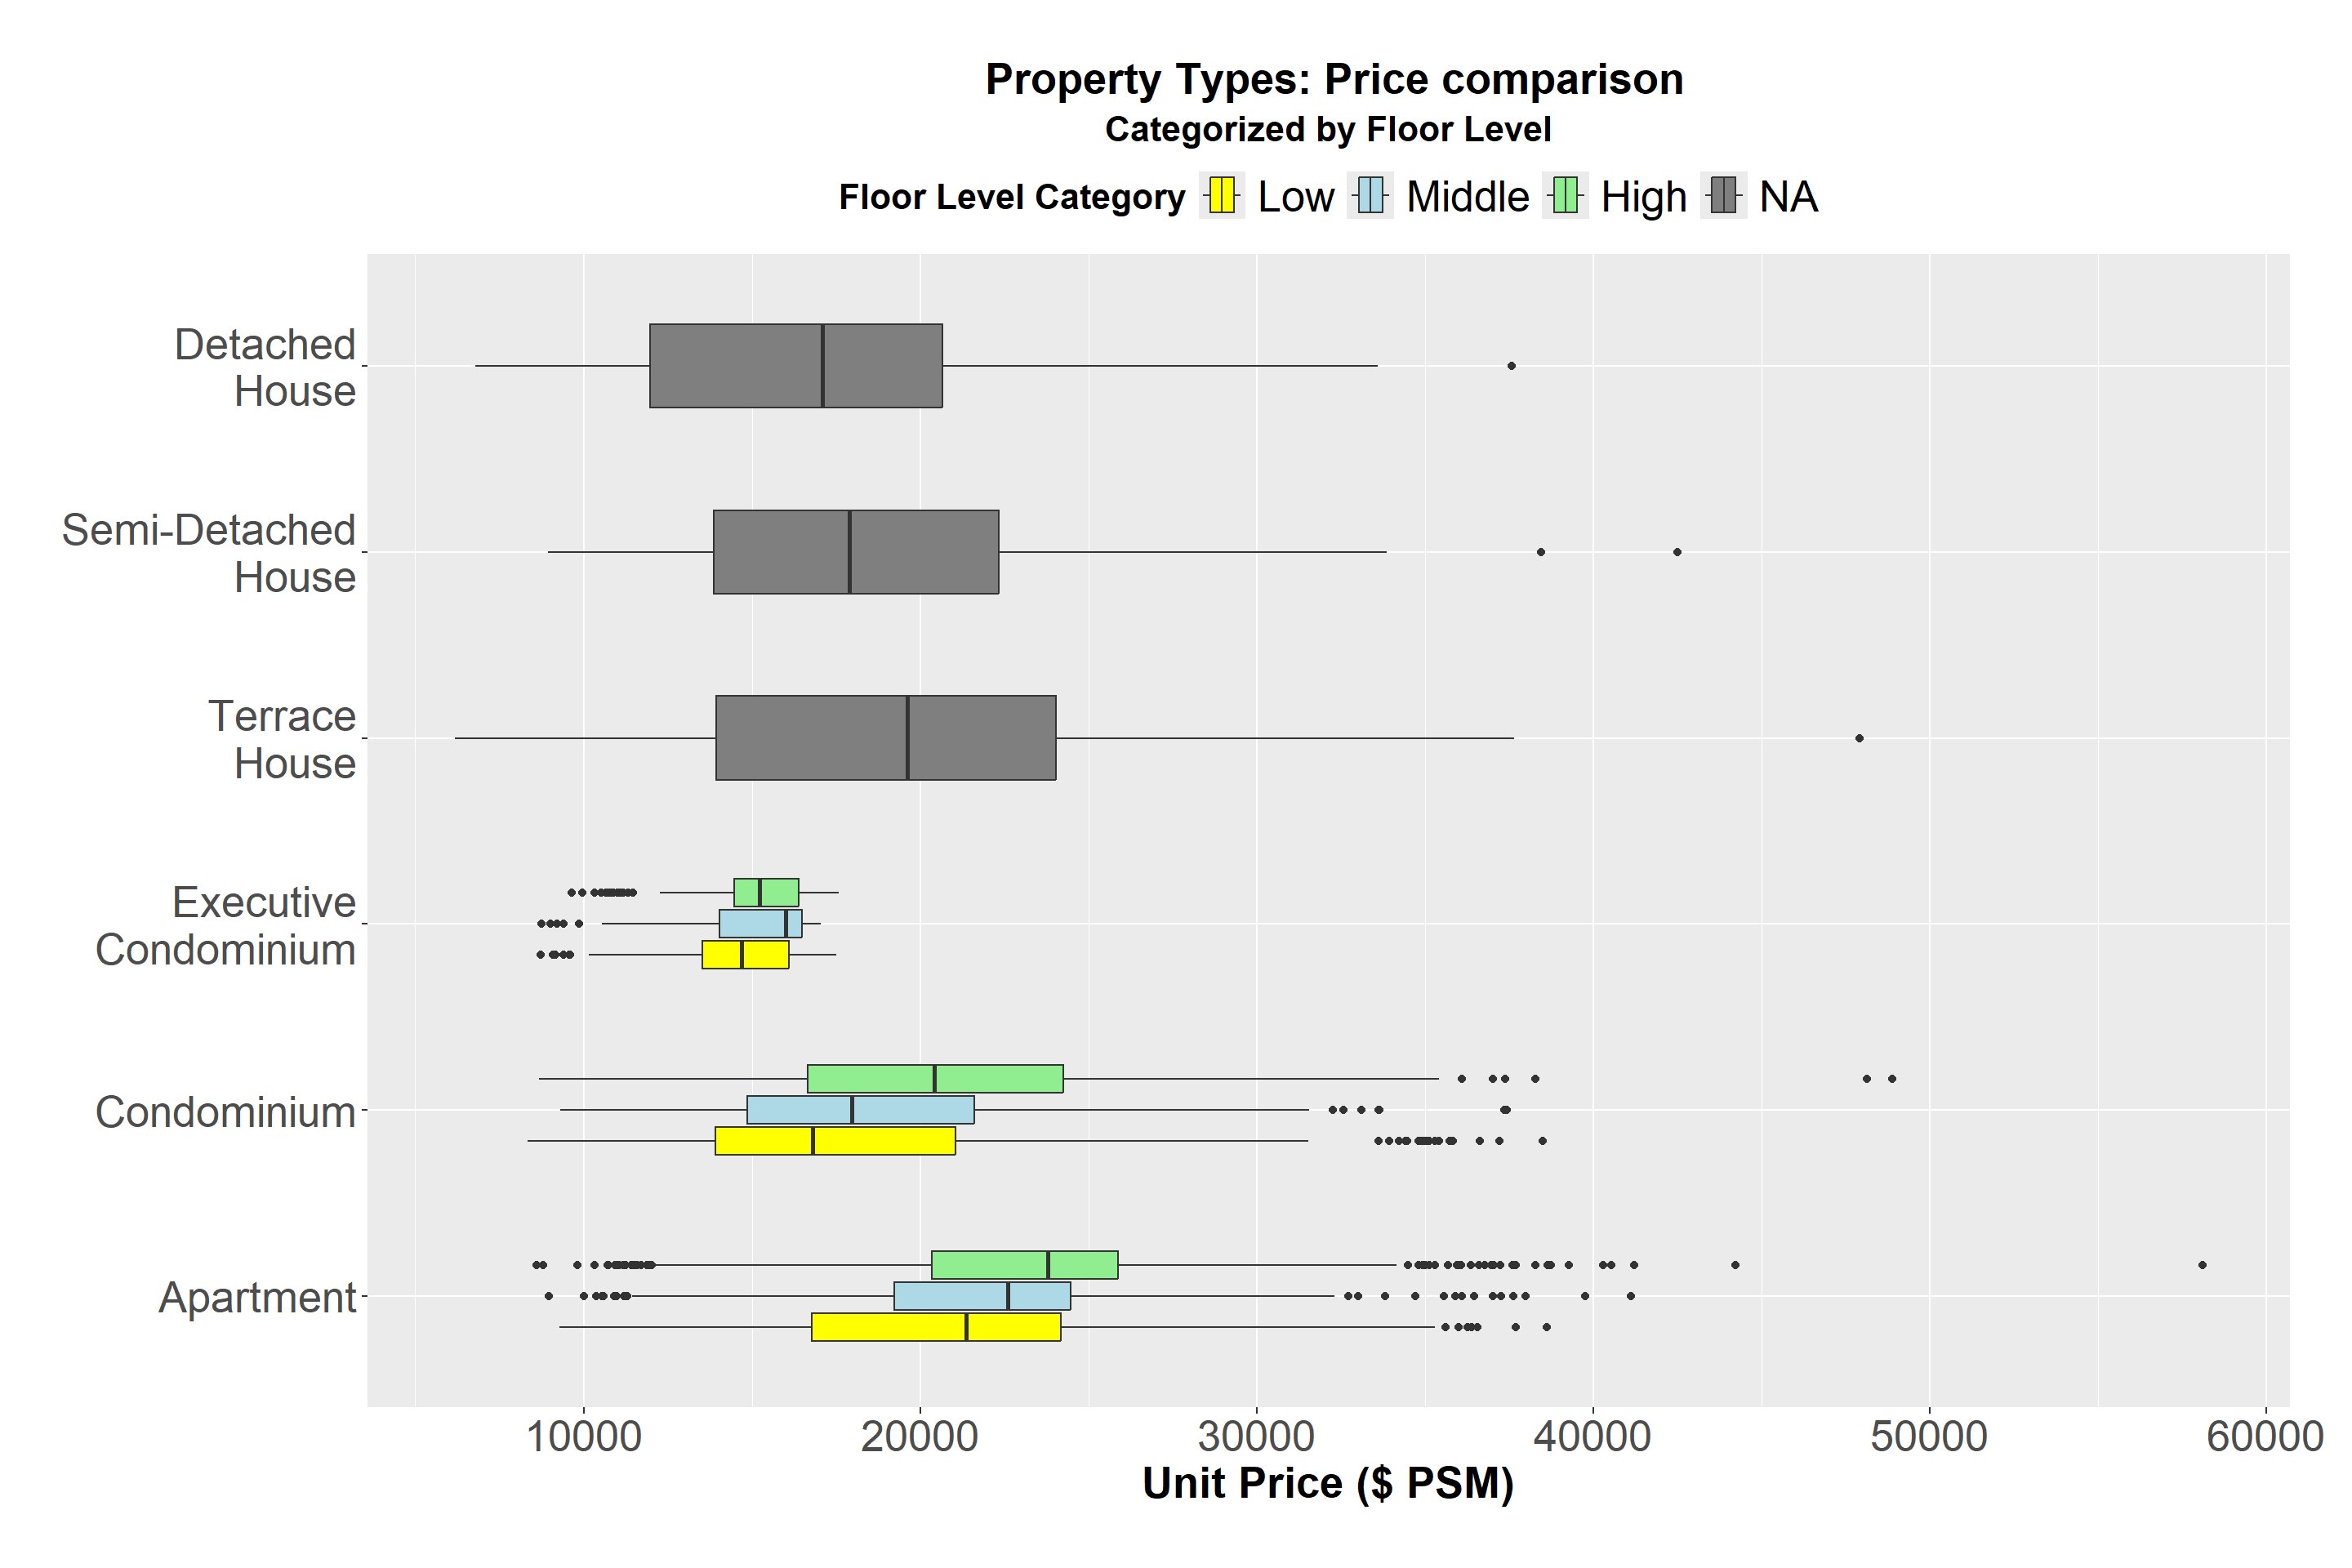 Property Types: Price comparison
Categorized by Floor Level
Floor Level Category Low Middle High NA
Detached
House
Semi-Detached
House
Terrace
House
Executive
Condominium
Condominium
Apartment
10000 20000 30000 40000 50000 60000
Unit Price ($ PSM)